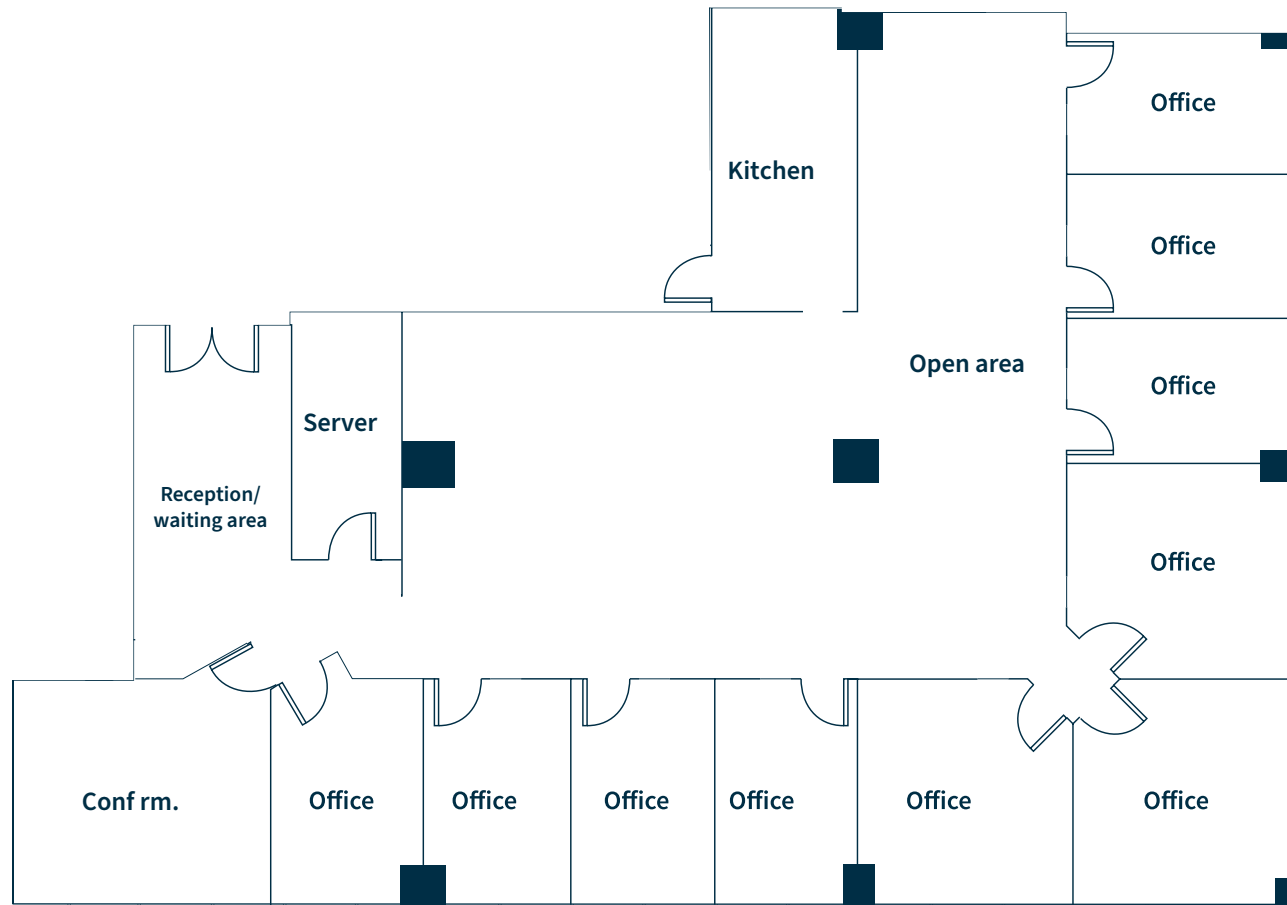 Office
Kitchen
Office
Open area
Office
Server
Reception/
waiting area
Office
Conf rm.
Office
Office
Office
Office
Office
Office